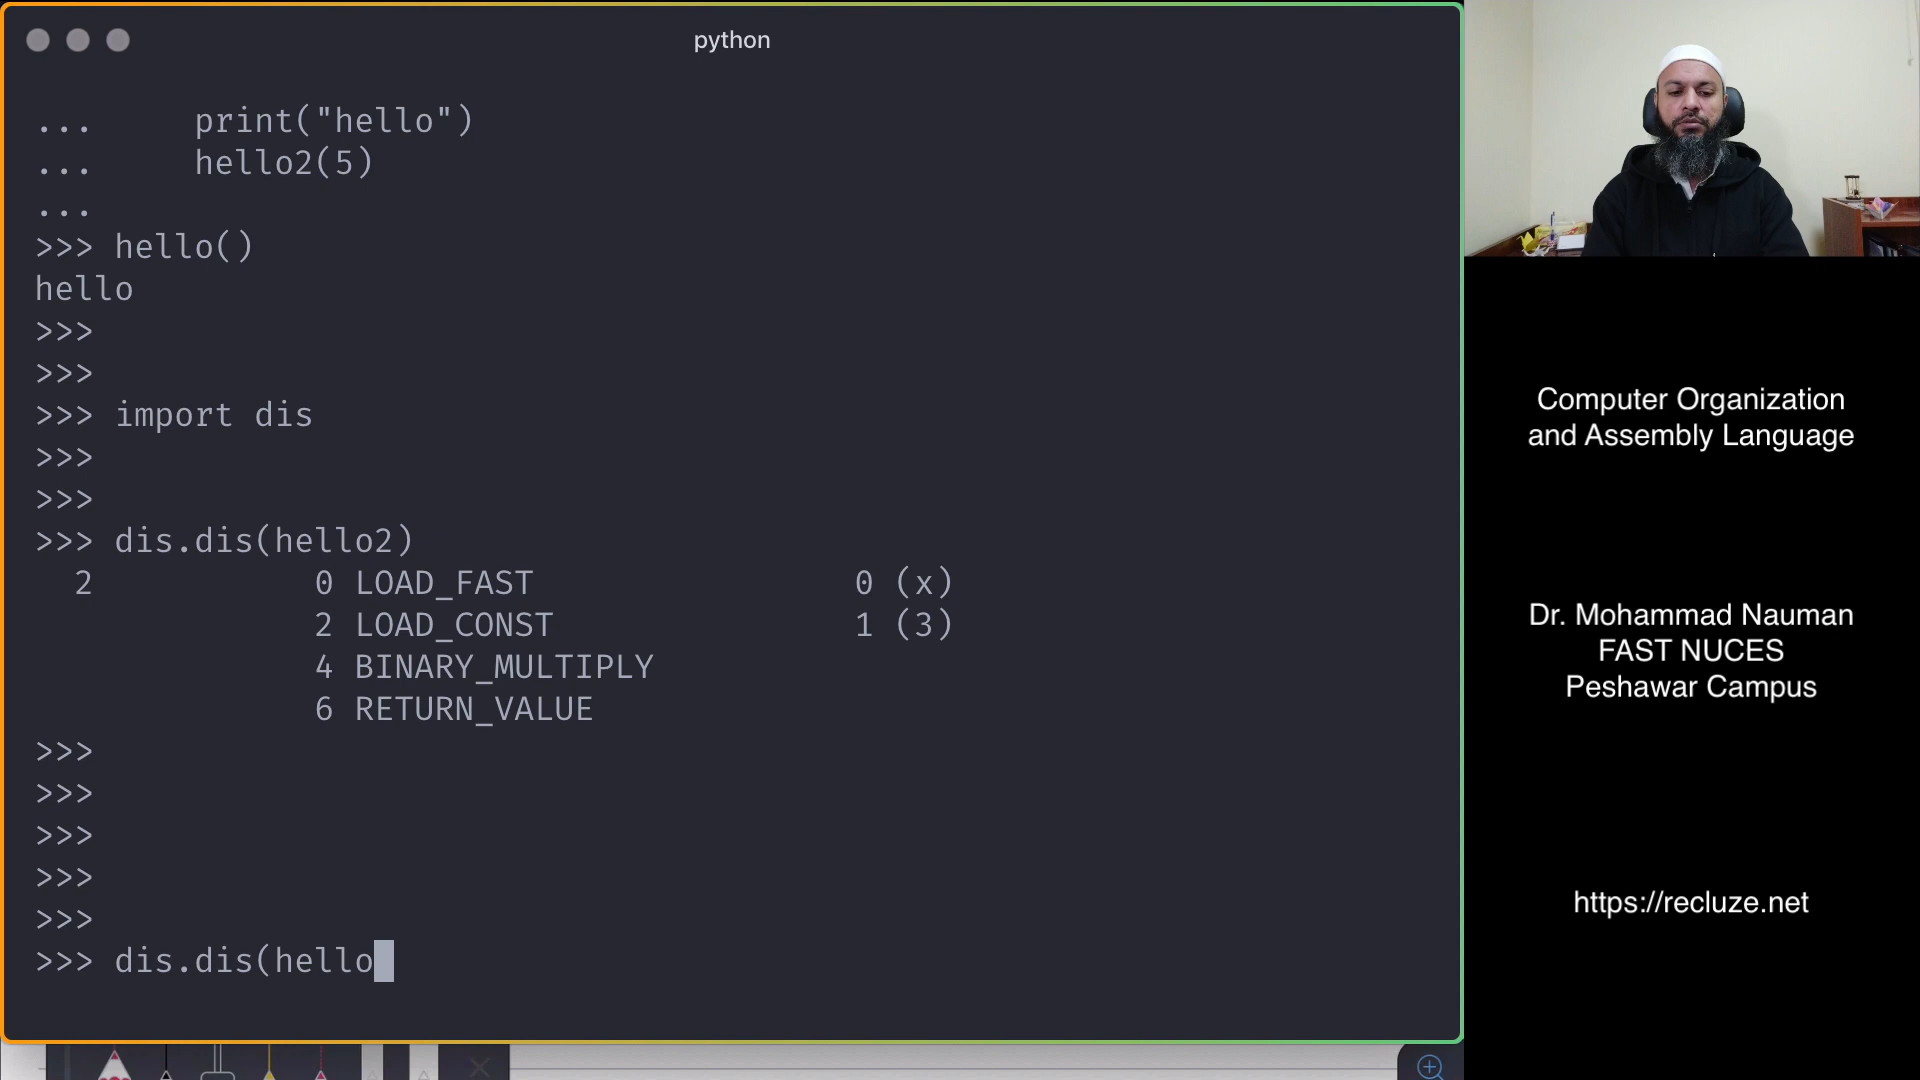 python
...     print("hello")
...     hello2(5)
...
>>> hello()
hello
>>>
>>>
>>> import dis
>>>
>>>
>>> dis.dis(hello2)
  2           0 LOAD_FAST                0 (x)
              2 LOAD_CONST               1 (3)
              4 BINARY_MULTIPLY
              6 RETURN_VALUE
>>>
>>>
>>>
>>>
>>>
>>> dis.dis(hello
Computer Organization
and Assembly Language
Dr. Mohammad Nauman
FAST NUCES
Peshawar Campus
https://recluze.net